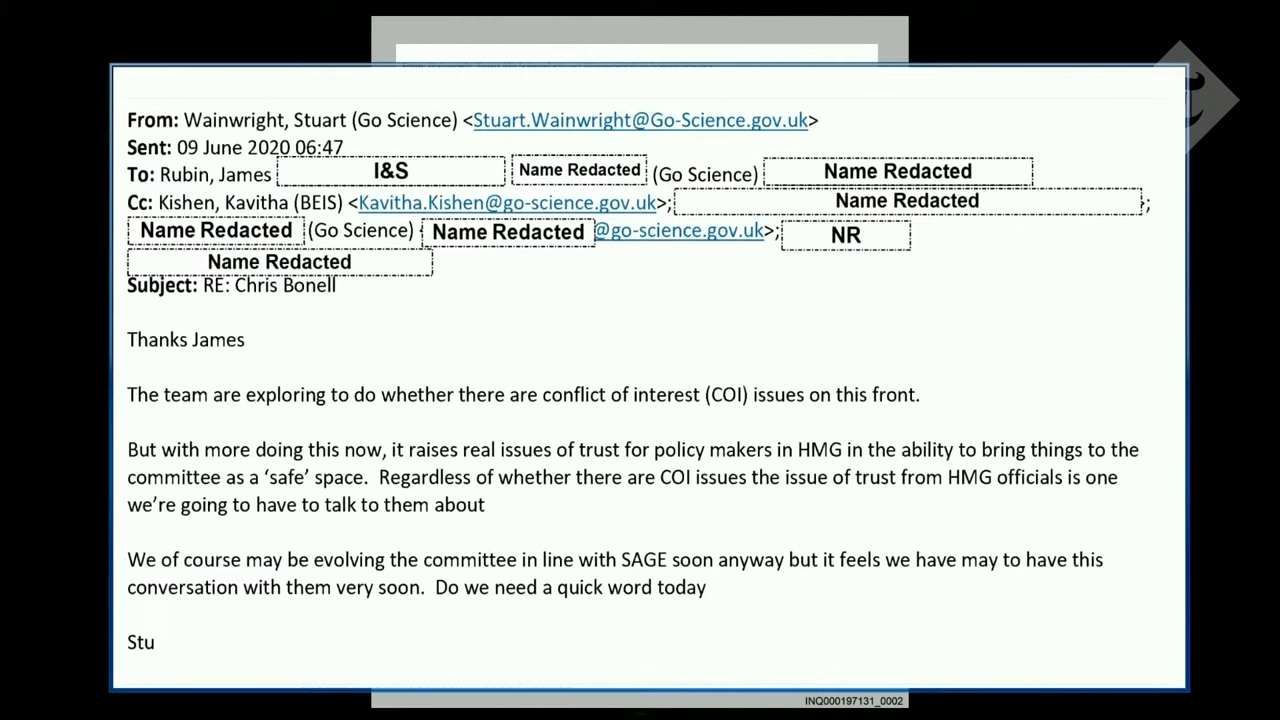 From: Wainwright, Stuart (Go Science) <Stuart.Wainwright@Go-Science.gov.uk>
Sent: 09 June 2020 06:47
To: Rubin, James I&S Name Redacted (Go Science) Name Redacted
Cc: Kishen, Kavitha (BEIS) <Kavitha.Kishen@go-science.gov.uk>; Name Redacted ;
Name Redacted (Go Science) Name Redacted @go-science.gov.uk>; NR
Name Redacted
Subject: RE: Chris Bonell
Thanks James
The team are exploring to do whether there are conflict of interest (COI) issues on this front.
But with more doing this now, it raises real issues of trust for policy makers in HMG in the ability to bring things to the
committee as a ‘safe’ space.  Regardless of whether there are COI issues the issue of trust from HMG officials is one
we’re going to have to talk to them about
We of course may be evolving the committee in line with SAGE soon anyway but it feels we have may to have this
conversation with them very soon.  Do we need a quick word today
Stu
INQ000197131_0002